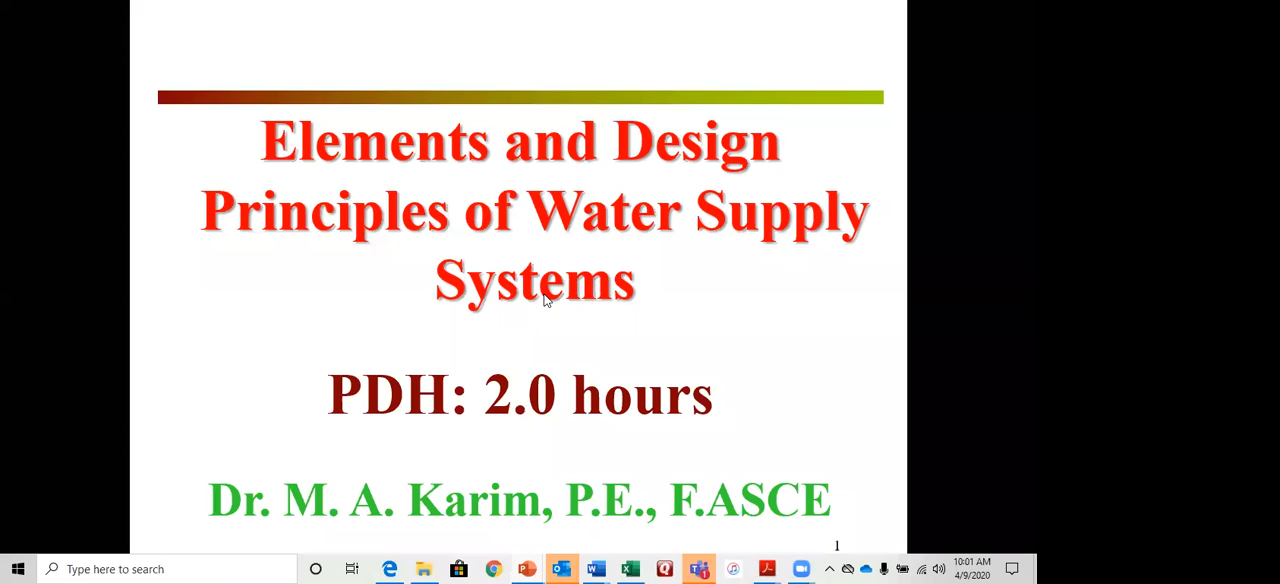 Elements and Design
Principles of Water Supply
Systems
PDH: 2.0 hours
Dr. M. A. Karim, P.E., F.ASCE
1
Type here to search
10:01 AM
4/9/2020